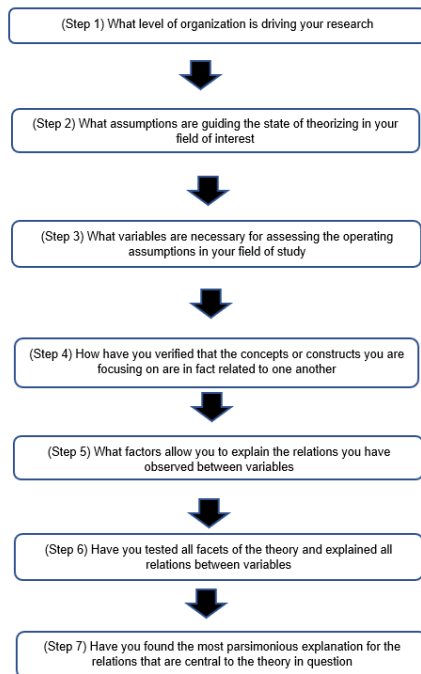 (Step 1) What level of organization is driving your research
(Step 2) What assumptions are guiding the state of theorizing in your
field of interest
(Step 3) What variables are necessary for assessing the operating
assumptions in your field of study
(Step 4) How have you verified that the concepts or constructs you are
focusing on are in fact related to one another
(Step 5) What factors allow you to explain the relations you have
observed between variables
(Step 6) Have you tested all facets of the theory and explained all
relations between variables
(Step 7) Have you found the most parsimonious explanation for the
relations that are central to the theory in question